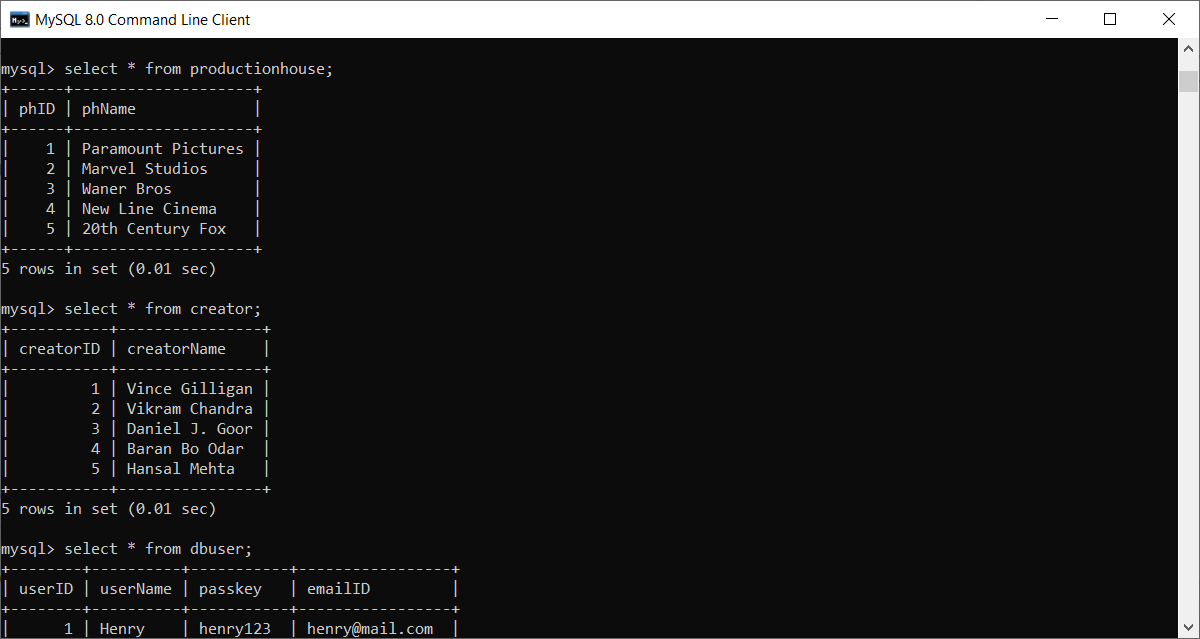 MySQL 8.0 Command Line Client
mysql> select * from productionhouse;
+------+--------------------+
| phID | phName             |
+------+--------------------+
|    1 | Paramount Pictures |
|    2 | Marvel Studios     |
|    3 | Waner Bros         |
|    4 | New Line Cinema    |
|    5 | 20th Century Fox   |
+------+--------------------+
5 rows in set (0.01 sec)
mysql> select * from creator;
+-----------+----------------+
| creatorID | creatorName    |
+-----------+----------------+
|         1 | Vince Gilligan |
|         2 | Vikram Chandra |
|         3 | Daniel J. Goor |
|         4 | Baran Bo Odar  |
|         5 | Hansal Mehta   |
+-----------+----------------+
5 rows in set (0.01 sec)
mysql> select * from dbuser;
+--------+----------+-----------+-----------------+
| userID | userName | passkey   | emailID         |
+--------+----------+-----------+-----------------+
|      1 | Henry    | henry123  | henry@mail.com  |